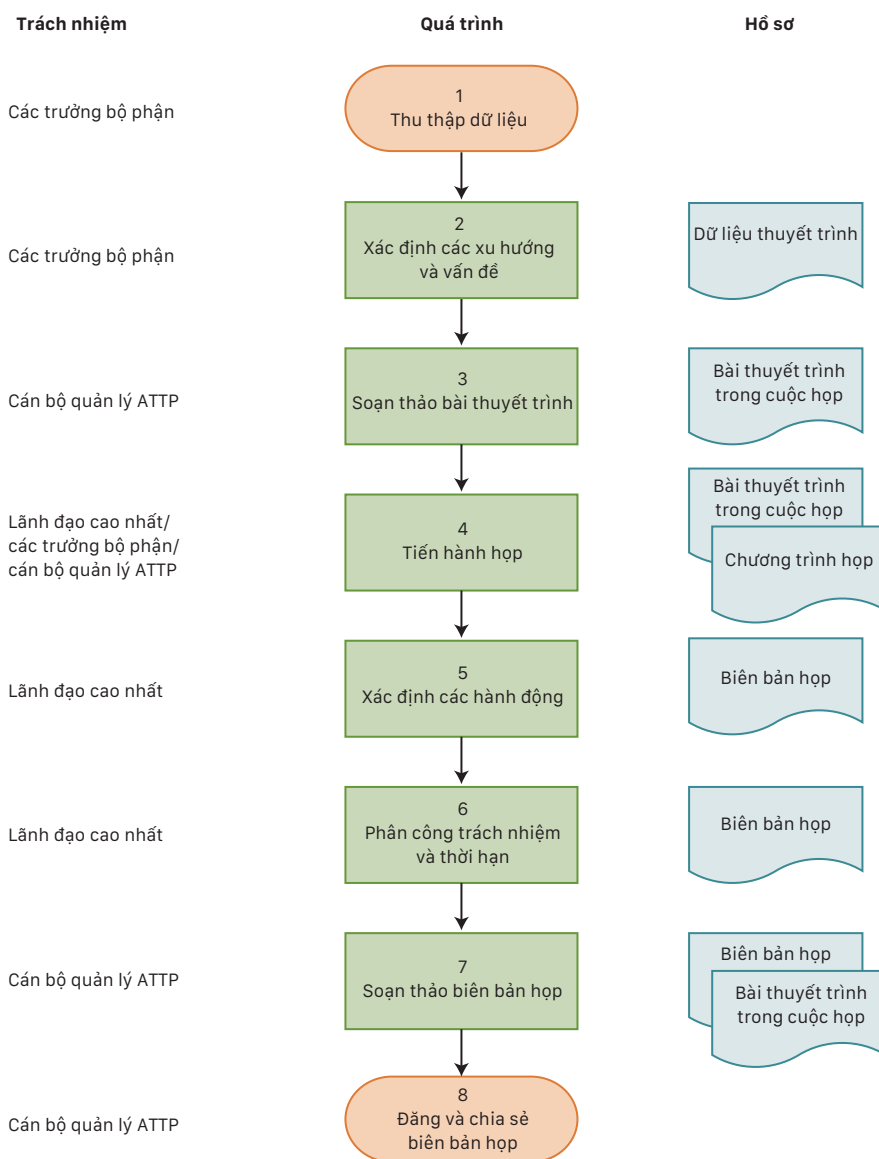 Trách nhiệm
Quá trình
Hồ sơ
Các trưởng bộ phận
1
Thu thập dữ liệu
Các trưởng bộ phận
2
Xác định các xu hướng
và vấn đề
Dữ liệu thuyết trình
Cán bộ quản lý ATTP
3
Soạn thảo bài thuyết trình
Bài thuyết trình
trong cuộc họp
Lãnh đạo cao nhất/
các trưởng bộ phận/
cán bộ quản lý ATTP
4
Tiến hành họp
Bài thuyết trình
trong cuộc họp
Chương trình họp
Lãnh đạo cao nhất
5
Xác định các hành động
Biên bản họp
Lãnh đạo cao nhất
6
Phân công trách nhiệm
và thời hạn
Biên bản họp
Cán bộ quản lý ATTP
7
Soạn thảo biên bản họp
Biên bản họp
Bài thuyết trình
trong cuộc họp
Cán bộ quản lý ATTP
8
Đăng và chia sẻ
biên bản họp